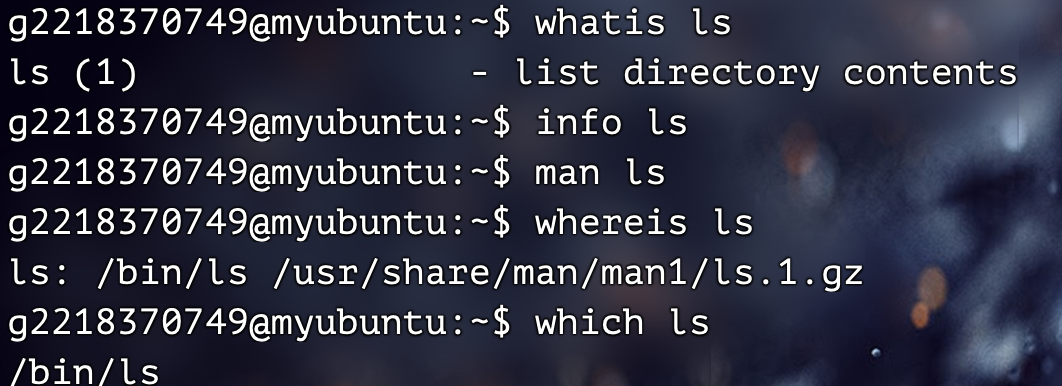 g2218370749@myubuntu:~$ whatis ls
ls (1)               - list directory contents
g2218370749@myubuntu:~$ info ls
g2218370749@myubuntu:~$ man ls
g2218370749@myubuntu:~$ whereis ls
ls: /bin/ls /usr/share/man/man1/ls.1.gz
g2218370749@myubuntu:~$ which ls
/bin/ls